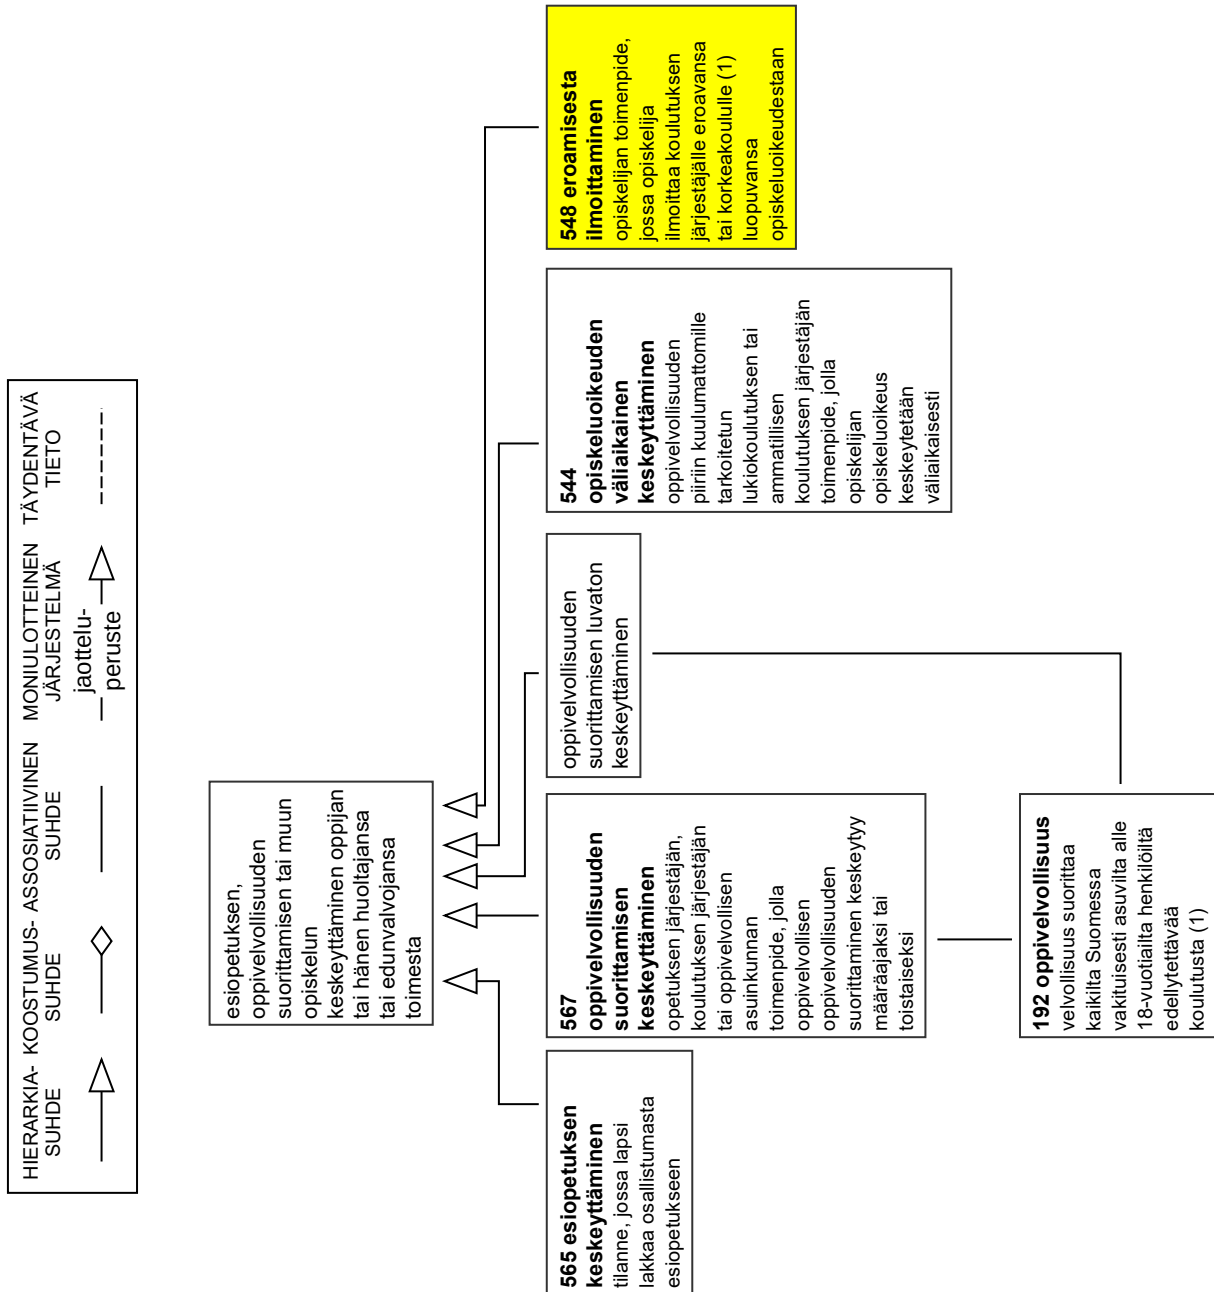 HIERARKIA-
SUHDE
KOOSTUMUS-
SUHDE
ASSOSIATIIVINEN
SUHDE
MONIULOTTEINEN
JÄRJESTELMÄ
jaottelu-
peruste
TÄYDENTÄVÄ
TIETO
esiopetuksen,
oppivelvollisuuden
suorittamisen tai muun
opiskelun
keskeyttäminen oppijan
tai hänen huoltajansa
tai edunvalvojansa
toimesta
565 esiopetuksen
keskeyttäminen
tilanne, jossa lapsi
lakkaa osallistumasta
esiopetukseen
567
oppivelvollisuuden
suorittamisen
keskeyttäminen
opetuksen järjestäjän,
koulutuksen järjestäjän
tai oppivelvollisen
asuinkunnan
toimenpide, jolla
oppivelvollisen
oppivelvollisuuden
suorittaminen keskeytyy
määräajaksi tai
toistaiseksi
oppivelvollisuuden
suorittamisen luvaton
keskeyttäminen
544
opiskeluoikeuden
väliaikainen
keskeyttäminen
oppivelvollisuuden
piiriin kuulumattomille
tarkoitetun
lukiokoulutuksen tai
ammatillisen
koulutuksen järjestäjän
toimenpide, jolla
opiskelijan
opiskeluoikeus
keskeytetään
väliaikaisesti
548 eroamisesta
ilmoittaminen
opiskelijan toimenpide,
jossa opiskelija
ilmoittaa koulutuksen
järjestäjälle eroavansa
tai korkeakoululle (1)
luopuvansa
opiskeluoikeudestaan
192 oppivelvollisuus
velvollisuus suorittaa
kaikilta Suomessa
vakituisesti asuvilta alle
18-vuotiailta henkilöiltä
edellytettävää
koulutusta (1)